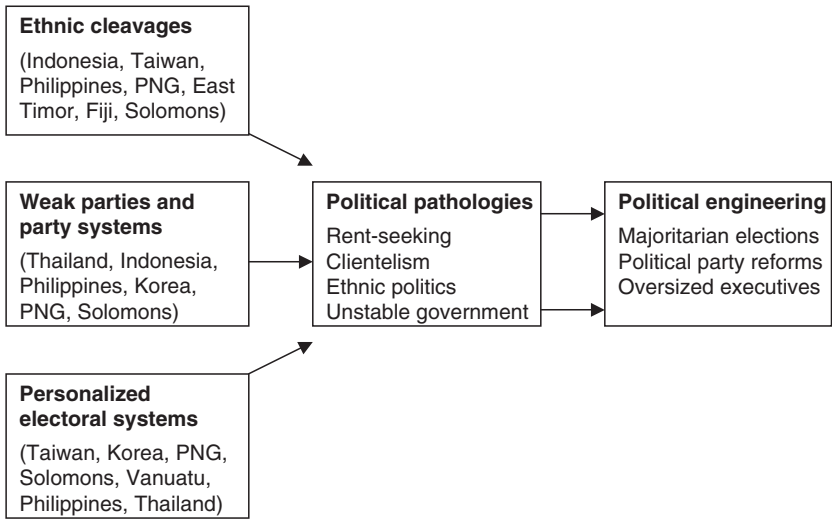 Ethnic cleavages
(Indonesia, Taiwan,
Philippines, PNG, East
Timor, Fiji, Solomons)
Weak parties and
party systems
(Thailand, Indonesia,
Philippines, Korea,
PNG, Solomons)
Personalized
electoral systems
(Taiwan, Korea, PNG,
Solomons, Vanuatu,
Philippines, Thailand)
Political pathologies
Rent-seeking
Clientelism
Ethnic politics
Unstable government
Political engineering
Majoritarian elections
Political party reforms
Oversized executives